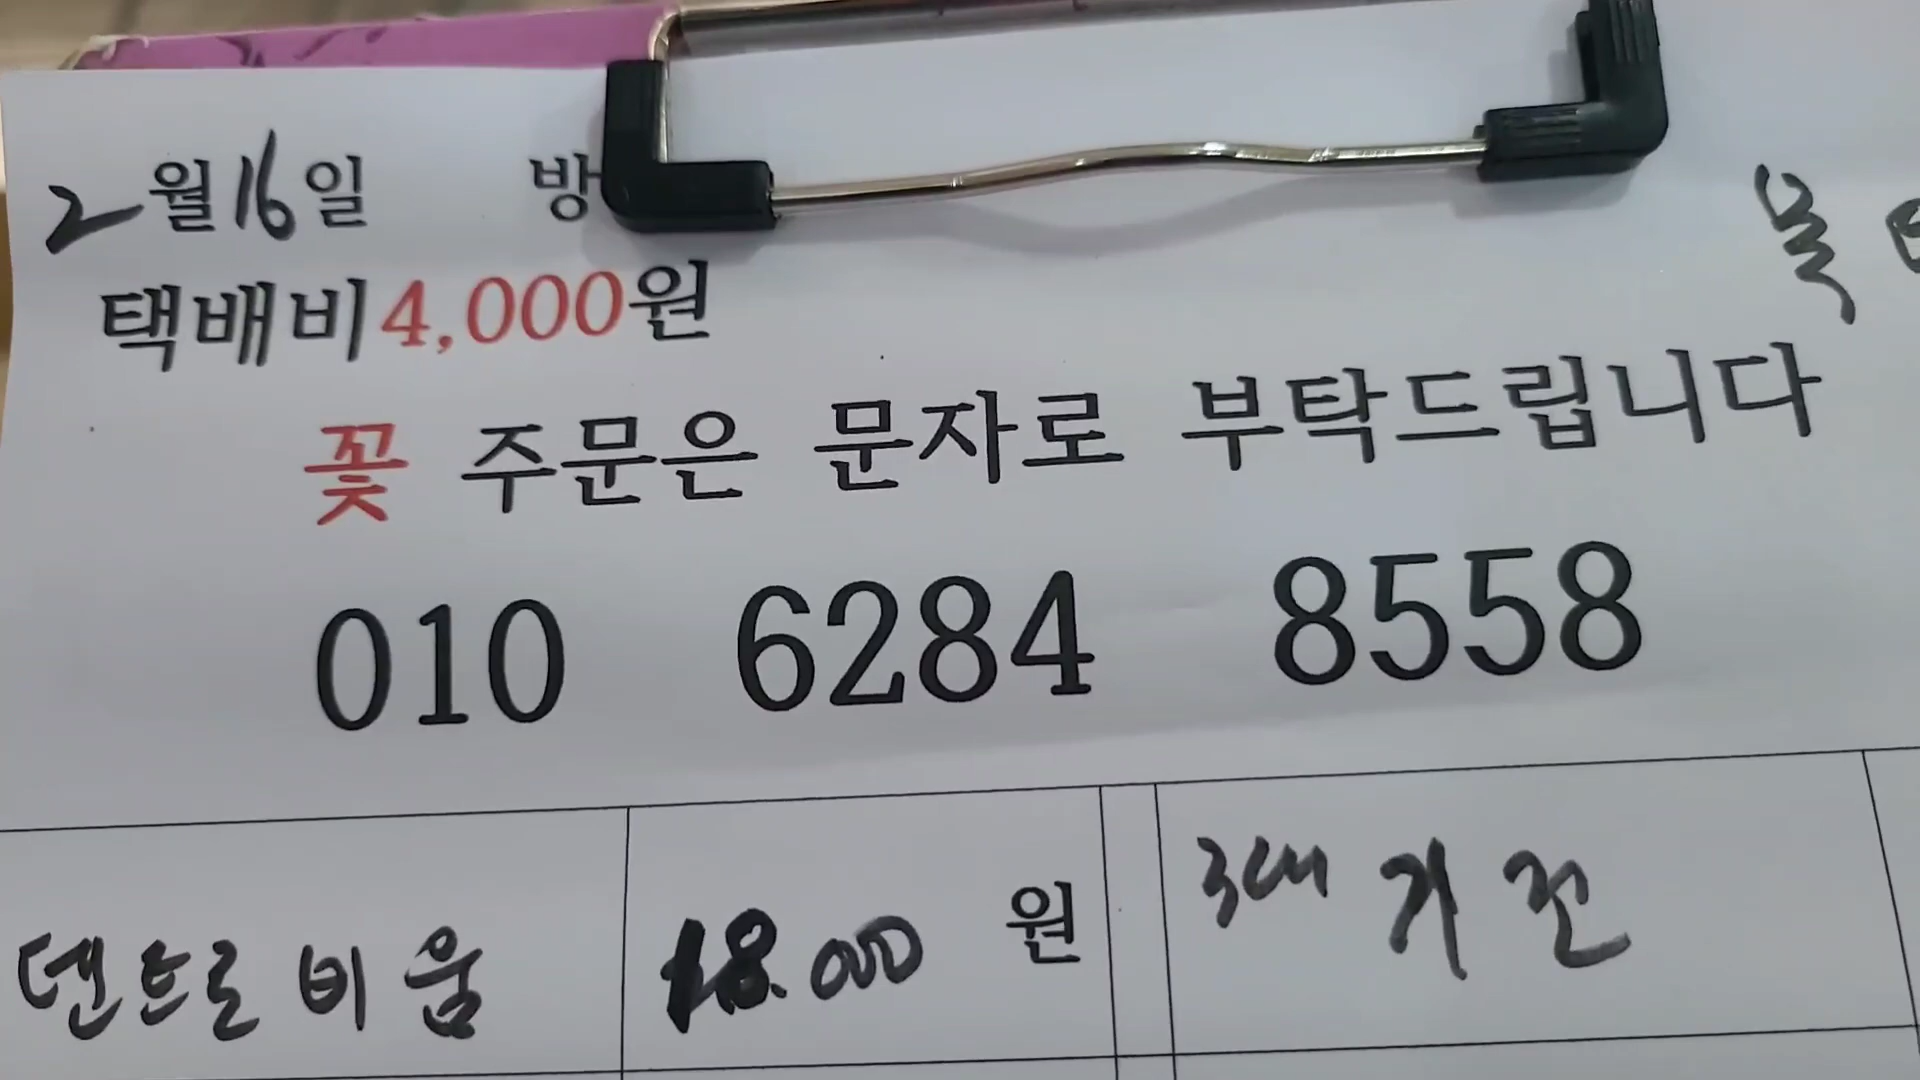 2월16일 방
택배비4,000원
꽃 주문은 문자로 부탁드립니다
010 6284 8558
덴드로비움 18.000 원 3대 기준